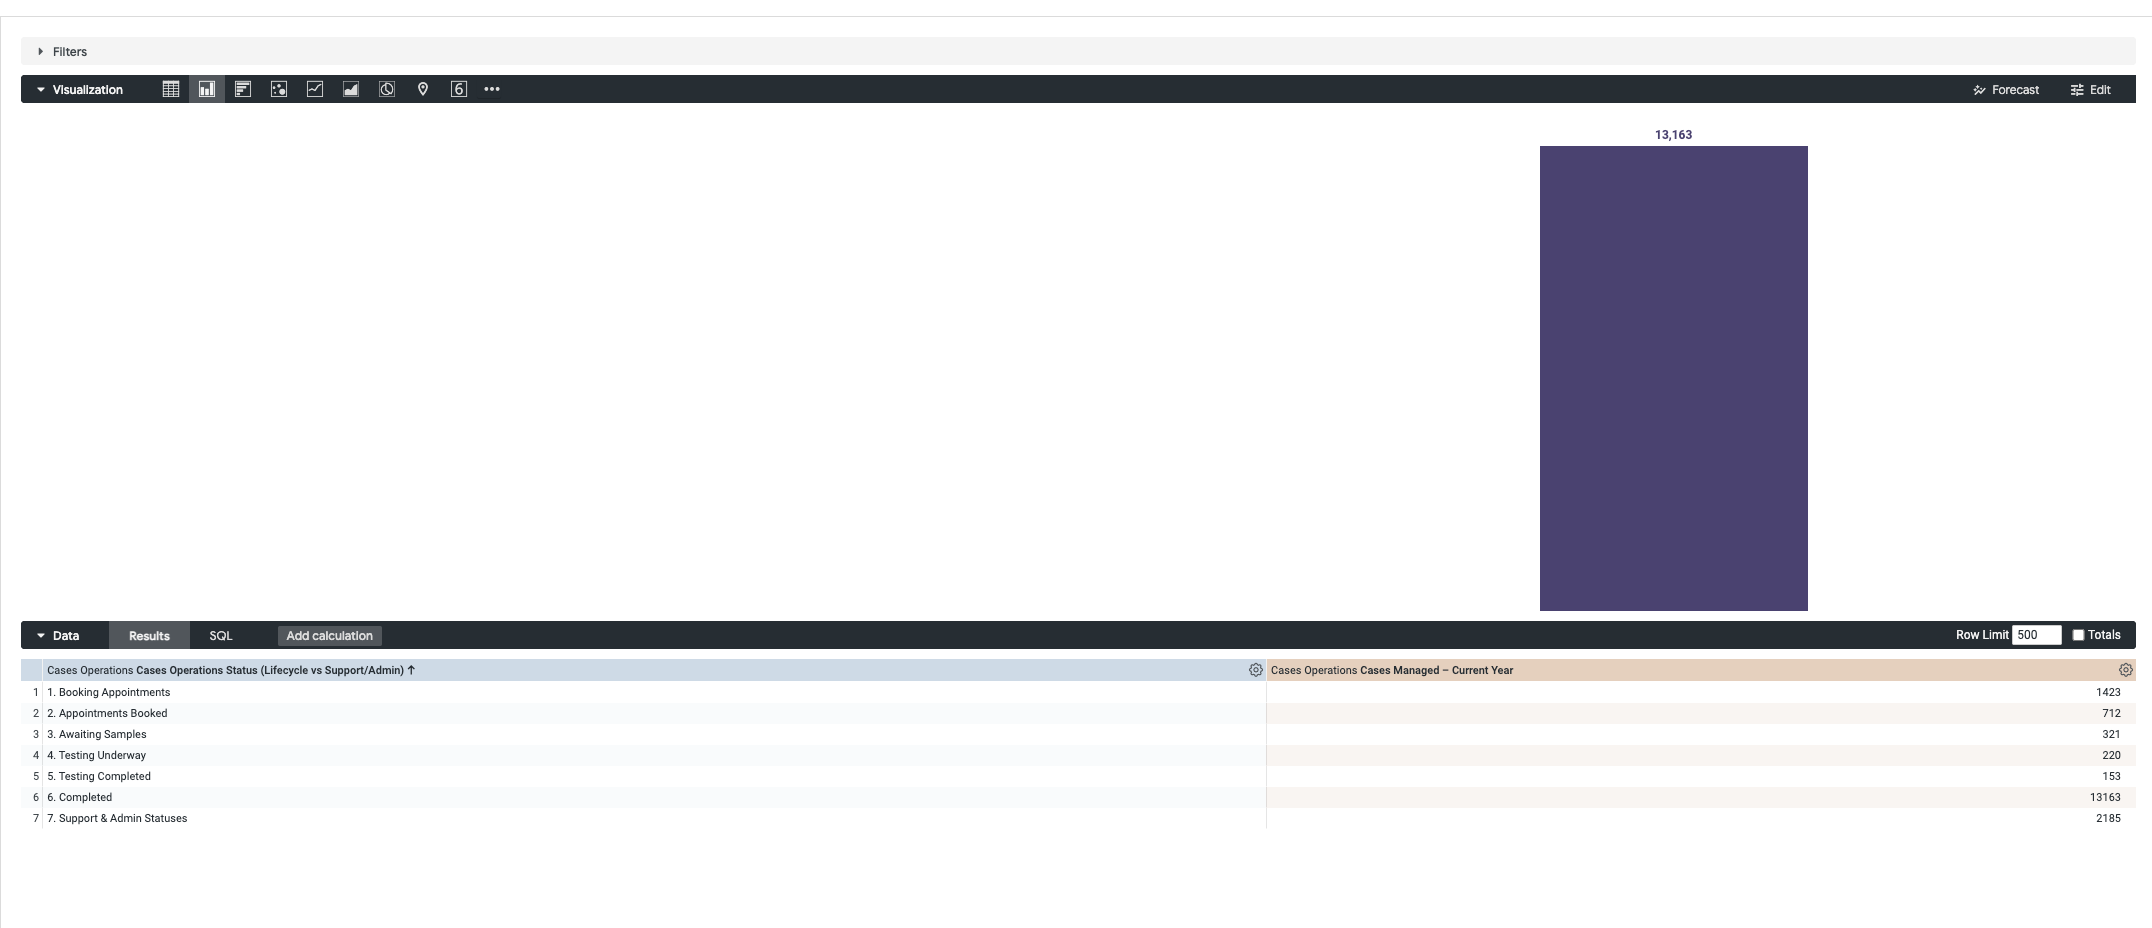 Filters
Visualization 6 Forecast Edit
13,163
Data Results SQL Add calculation Row Limit 500 Totals
Cases Operations Cases Operations Status (Lifecycle vs Support/Admin) ↑ Cases Operations Cases Managed – Current Year
1 1. Booking Appointments 1423
2 2. Appointments Booked 712
3 3. Awaiting Samples 321
4 4. Testing Underway 220
5 5. Testing Completed 153
6 6. Completed 13163
7 7. Support & Admin Statuses 2185